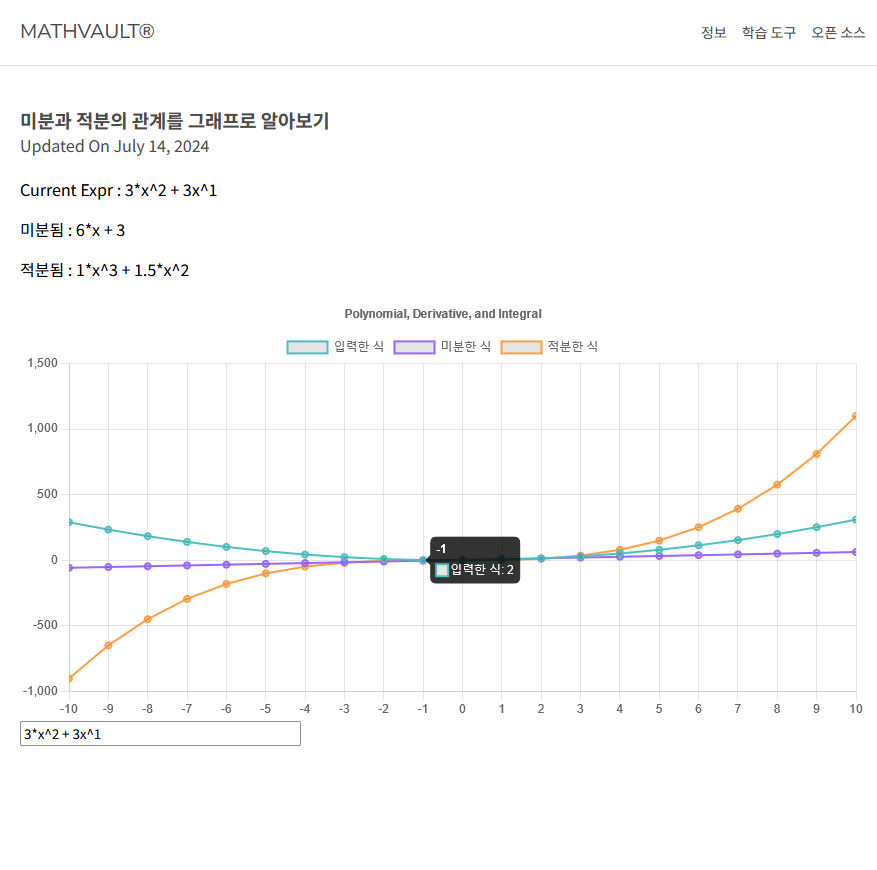 MATHVAULT®
정보 학습 도구 오픈 소스
미분과 적분의 관계를 그래프로 알아보기
Updated On July 14, 2024
Current Expr : 3*x^2 + 3x^1
미분됨 : 6*x + 3
적분됨 : 1*x^3 + 1.5*x^2
Polynomial, Derivative, and Integral
입력한 식 미분한 식 적분한 식
1,500
1,000
500
0
-500
-1,000
-1
입력한 식: 2
-10 -9 -8 -7 -6 -5 -4 -3 -2 -1 0 1 2 3 4 5 6 7 8 9 10
3*x^2 + 3x^1